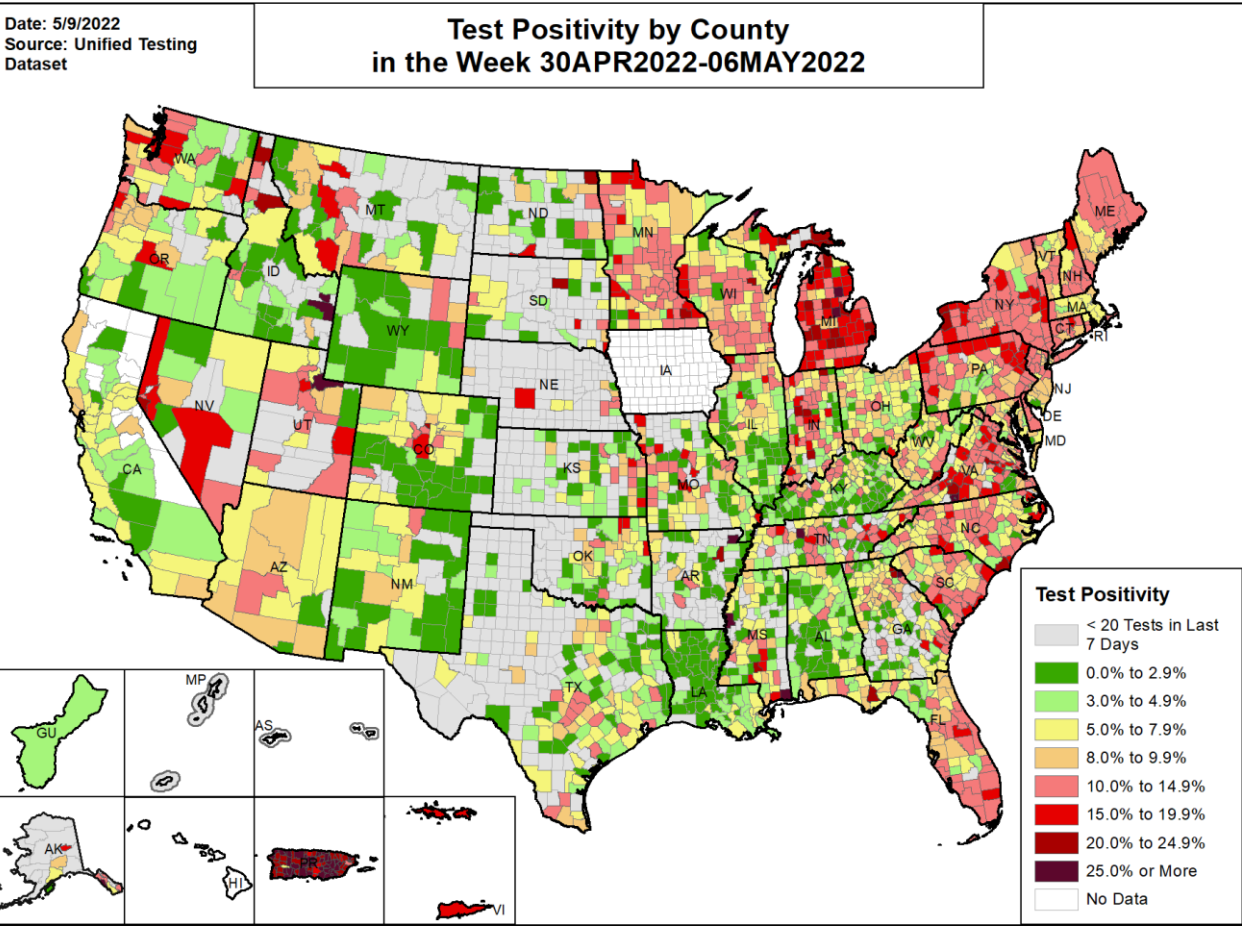 Date: 5/9/2022
Source: Unified Testing
Dataset
Test Positivity by County
in the Week 30APR2022-06MAY2022
WA
MT
ND
MN
ME
OR
ID
SD
WI
MI
VT
NH
NY
MA
CT
RI
WY
IA
NE
PA
NJ
NV
UT
CO
IL
IN
OH
DE
MD
WV
CA
KS
MO
KY
VA
AZ
NM
OK
AR
TN
NC
SC
MS
AL
GA
TX
LA
FL
GU
MP
AS
AK
HI
PR
VI
Test Positivity
< 20 Tests in Last
7 Days
0.0% to 2.9%
3.0% to 4.9%
5.0% to 7.9%
8.0% to 9.9%
10.0% to 14.9%
15.0% to 19.9%
20.0% to 24.9%
25.0% or More
No Data